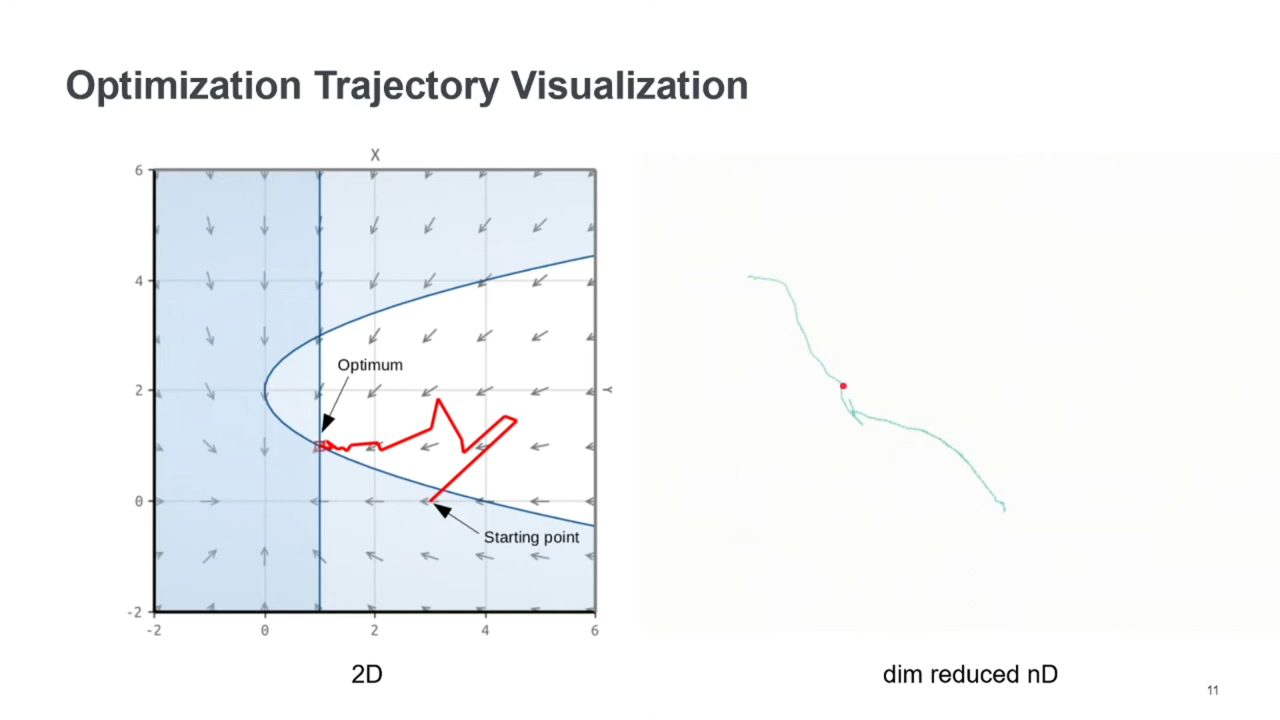 Optimization Trajectory Visualization
X
6
4
2
0
-2
-2
0
2
4
6
Y
Optimum
Starting point
2D
dim reduced nD
11